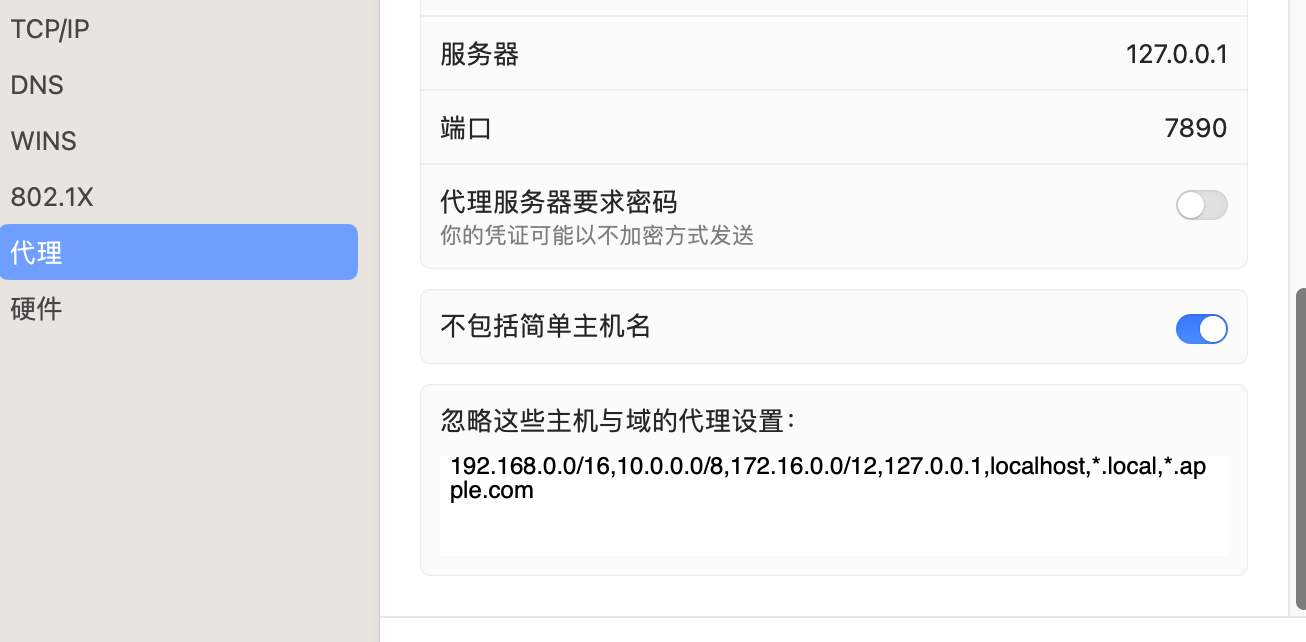 TCP/IP
DNS
WINS
802.1X
代理
硬件
服务器
127.0.0.1
端口
7890
代理服务器要求密码
你的凭证可能以不加密方式发送
不包括简单主机名
忽略这些主机与域的代理设置：
192.168.0.0/16,10.0.0.0/8,172.16.0.0/12,127.0.0.1,localhost,*.local,*.ap
ple.com